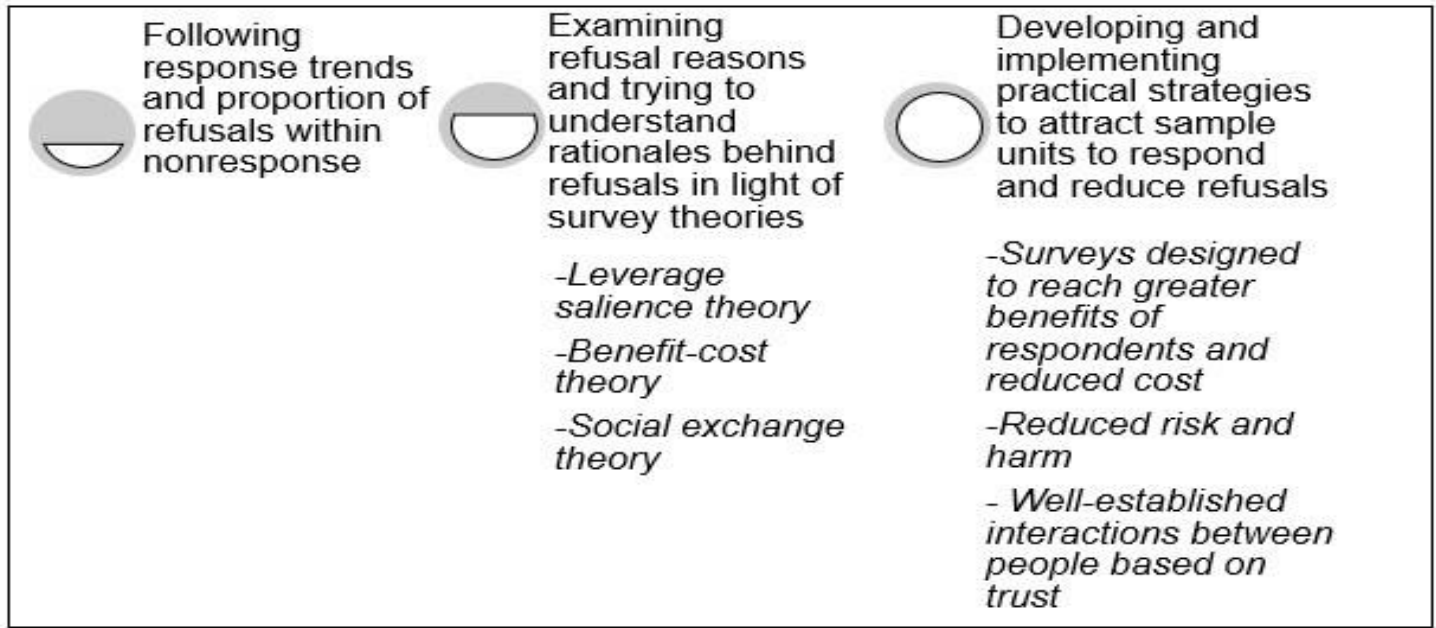 Following
response trends
and proportion of
refusals within
nonresponse
Examining
refusal reasons
and trying to
understand
rationales behind
refusals in light of
survey theories
-Leverage
salience theory
-Benefit-cost
theory
-Social exchange
theory
Developing and
implementing
practical strategies
to attract sample
units to respond
and reduce refusals
-Surveys designed
to reach greater
benefits of
respondents and
reduced cost
-Reduced risk and
harm
- Well-established
interactions between
people based on
trust